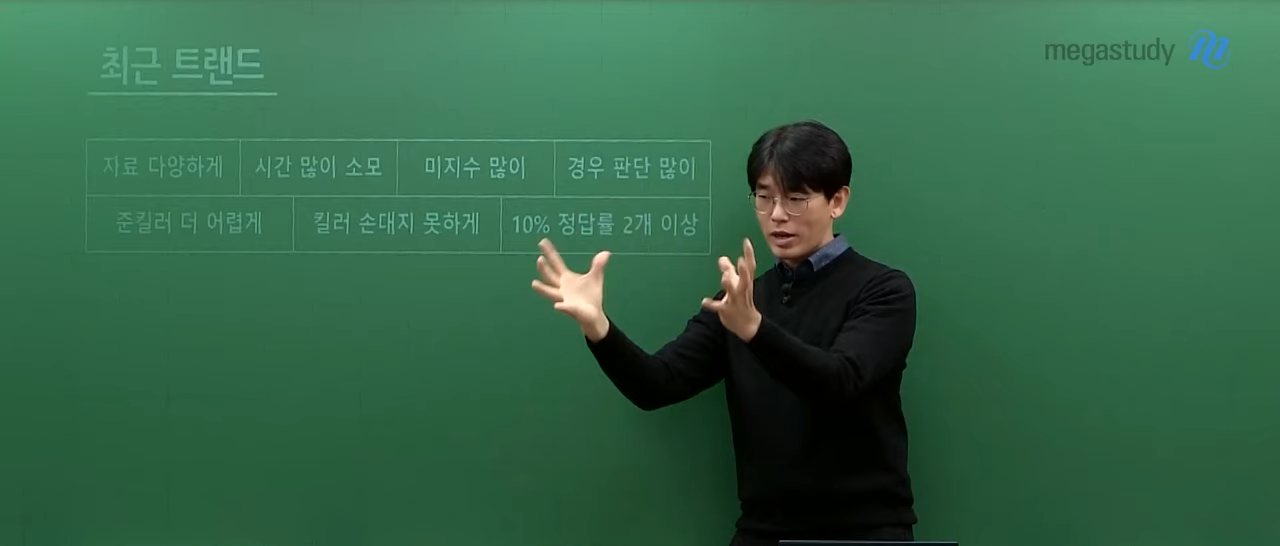 최근 트랜드
megastudy
자료 다양하게 시간 많이 소모 미지수 많이 경우 판단 많이
준킬러 더 어렵게 킬러 손대지 못하게 10% 정답률 2개 이상